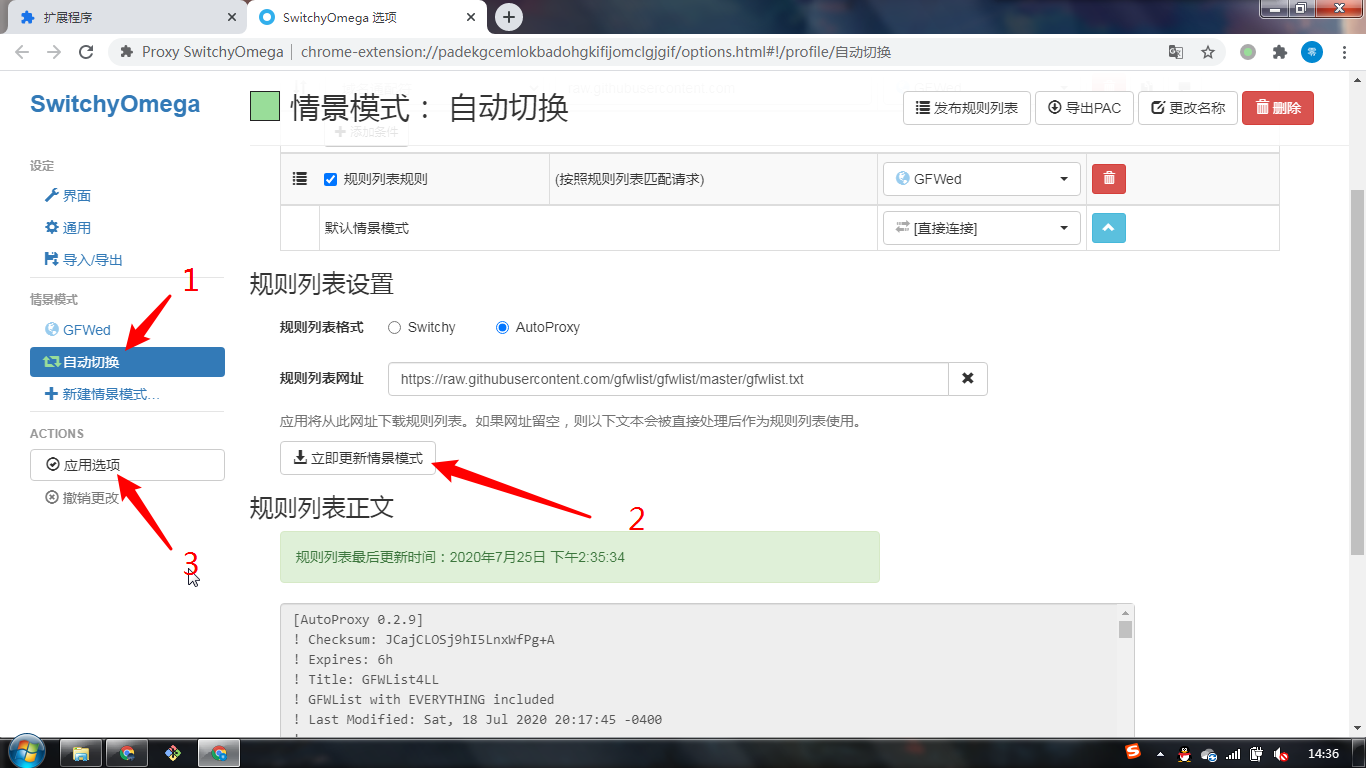 扩展程序
SwitchyOmega 选项
Proxy SwitchyOmega | chrome-extension://padekgcemlokbadohgkifijomclgjgif/options.html#!/profile/自动切换
零
SwitchyOmega
情景模式： 自动切换
发布规则列表
导出PAC
更改名称
删除
raw.githubusercontent.com
添加条件
设定
界面
通用
导入/导出
情景模式
GFWed
自动切换
新建情景模式...
ACTIONS
应用选项
撤销更改
1
2
3
规则列表规则
(按照规则列表匹配请求)
GFWed
默认情景模式
[直接连接]
规则列表设置
规则列表格式
Switchy
AutoProxy
规则列表网址
https://raw.githubusercontent.com/gfwlist/gfwlist/master/gfwlist.txt
应用将从此网址下载规则列表。如果网址留空，则以下文本会被直接处理后作为规则列表使用。
立即更新情景模式
规则列表正文
规则列表最后更新时间：2020年7月25日 下午2:35:34
[AutoProxy 0.2.9]
! Checksum: JCajCLOSj9hI5LnxWfPg+A
! Expires: 6h
! Title: GFWList4LL
! GFWList with EVERYTHING included
! Last Modified: Sat, 18 Jul 2020 20:17:45 -0400
14:36